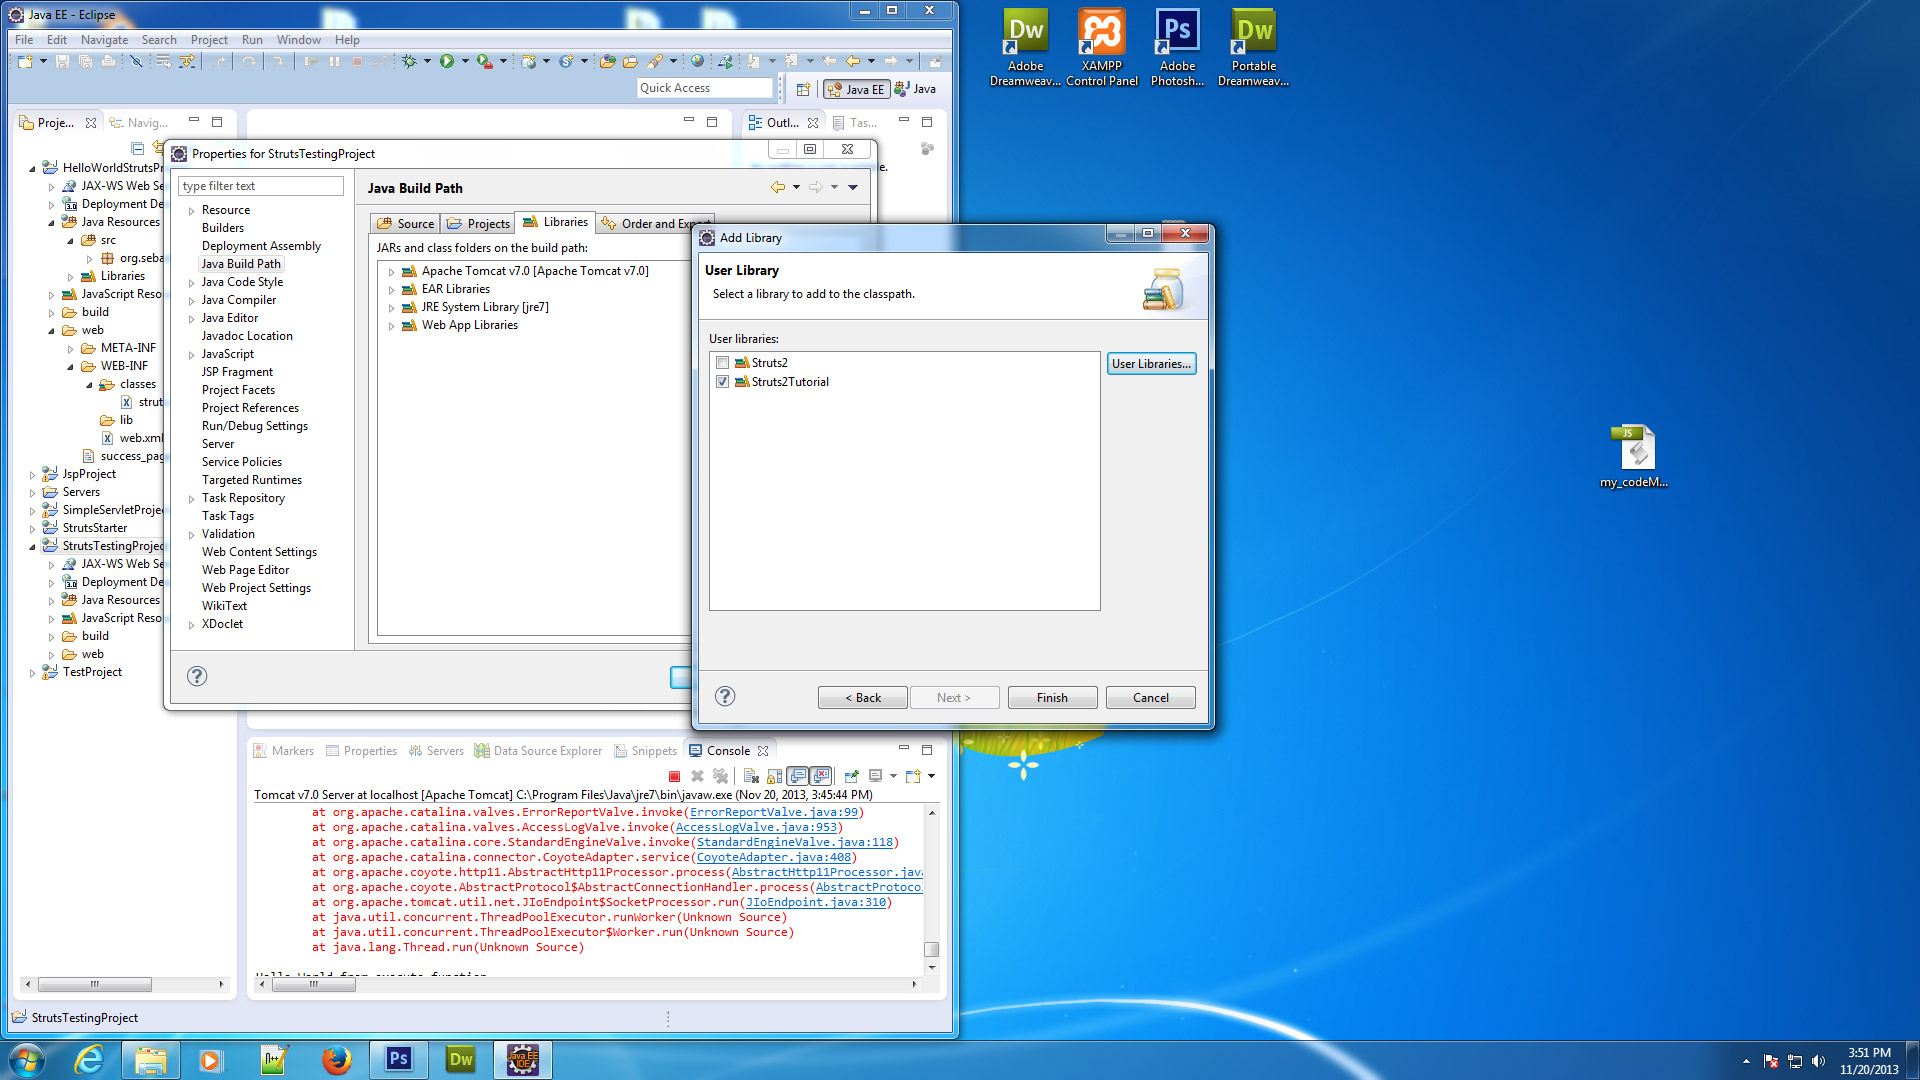 Java EE - Eclipse
File Edit Navigate Search Project Run Window Help
Quick Access
Java EE
Java
Proje...
Navig...
Outl...
Tas...
HelloWorldStrutsPr
JAX-WS Web Se
Deployment De
Java Resources
src
org.seba
Libraries
JavaScript Reso
build
web
META-INF
WEB-INF
classes
strut
lib
web.xml
success_pag
JspProject
Servers
SimpleServletProje
StrutsStarter
StrutsTestingProjec
JAX-WS Web Se
Deployment De
Java Resources
JavaScript Reso
build
web
TestProject
Properties for StrutsTestingProject
type filter text
Resource
Builders
Deployment Assembly
Java Build Path
Java Code Style
Java Compiler
Java Editor
Javadoc Location
JavaScript
JSP Fragment
Project Facets
Project References
Run/Debug Settings
Server
Service Policies
Targeted Runtimes
Task Repository
Task Tags
Validation
Web Content Settings
Web Page Editor
Web Project Settings
WikiText
XDoclet
Java Build Path
Source
Projects
Libraries
Order and Export
JARs and class folders on the build path:
Apache Tomcat v7.0 [Apache Tomcat v7.0]
EAR Libraries
JRE System Library [jre7]
Web App Libraries
Add Library
User Library
Select a library to add to the classpath.
User libraries:
Struts2
Struts2Tutorial
User Libraries...
< Back
Next >
Finish
Cancel
Markers
Properties
Servers
Data Source Explorer
Snippets
Console
Tomcat v7.0 Server at localhost [Apache Tomcat] C:\Program Files\Java\jre7\bin\javaw.exe (Nov 20, 2013, 3:45:44 PM)
at org.apache.catalina.valves.ErrorReportValve.invoke(ErrorReportValve.java:99)
at org.apache.catalina.valves.AccessLogValve.invoke(AccessLogValve.java:953)
at org.apache.catalina.core.StandardEngineValve.invoke(StandardEngineValve.java:118)
at org.apache.catalina.connector.CoyoteAdapter.service(CoyoteAdapter.java:408)
at org.apache.coyote.http11.AbstractHttp11Processor.process(AbstractHttp11Processor.jav
at org.apache.coyote.AbstractProtocol$AbstractConnectionHandler.process(AbstractProtoco
at org.apache.tomcat.util.net.JIoEndpoint$SocketProcessor.run(JIoEndpoint.java:310)
at java.util.concurrent.ThreadPoolExecutor.runWorker(Unknown Source)
at java.util.concurrent.ThreadPoolExecutor$Worker.run(Unknown Source)
at java.lang.Thread.run(Unknown Source)
Hello World from execute function
StrutsTestingProject
Adobe Dreamweav...
XAMPP Control Panel
Adobe Photosh...
Portable Dreamweav...
JS
my_codeM...
3:51 PM
11/20/2013